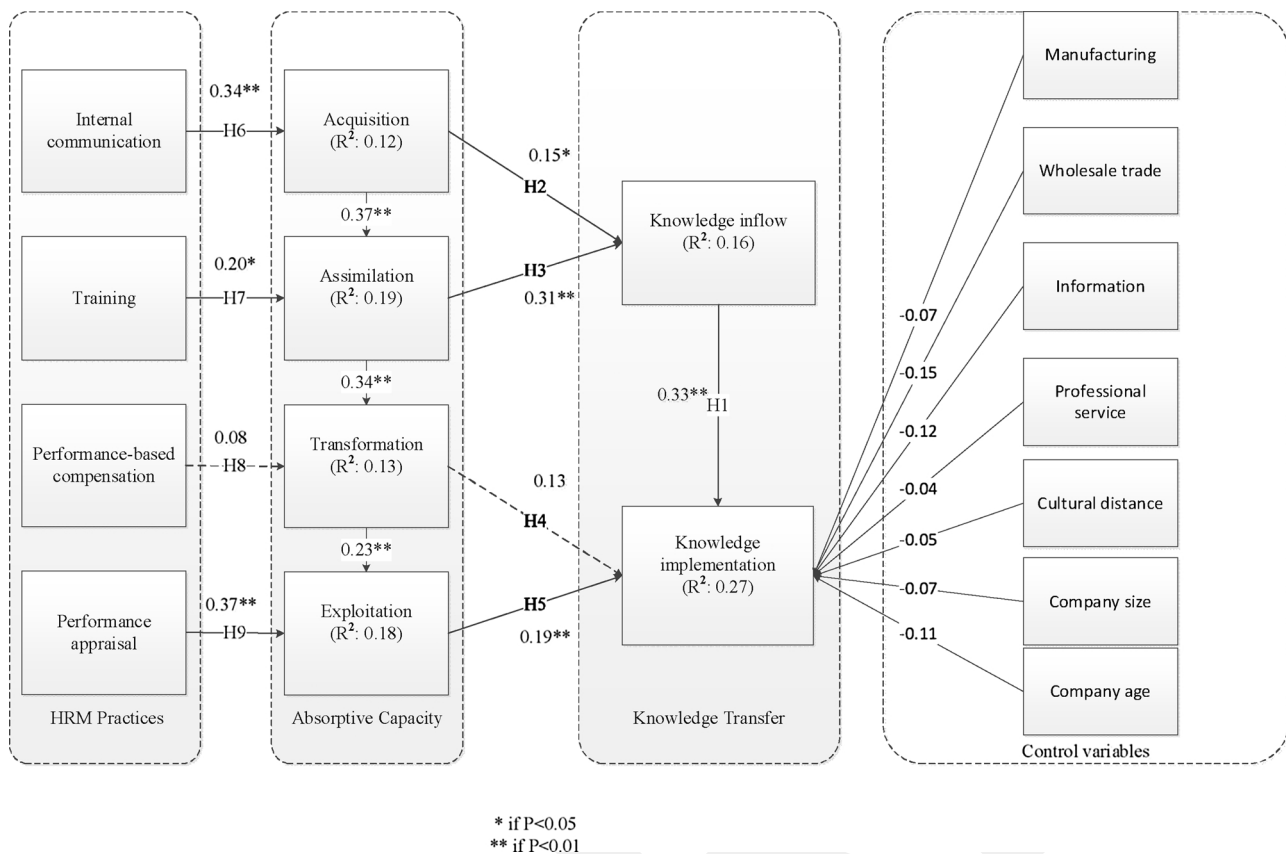 Internal
communication
Training
Performance-based
compensation
Performance
appraisal
HRM Practices
0.34**
H6
0.20*
H7
0.08
H8
0.37**
H9
Acquisition
(R²: 0.12)
0.37**
Assimilation
(R²: 0.19)
0.34**
Transformation
(R²: 0.13)
0.23**
Exploitation
(R²: 0.18)
Absorptive Capacity
0.15*
H2
H3
0.31**
0.13
H4
H5
0.19**
Knowledge inflow
(R²: 0.16)
0.33**
H1
Knowledge
implementation
(R²: 0.27)
Knowledge Transfer
-0.07
-0.15
-0.12
-0.04
-0.05
-0.07
-0.11
Manufacturing
Wholesale trade
Information
Professional
service
Cultural distance
Company size
Company age
Control variables
* if P<0.05
** if P<0.01